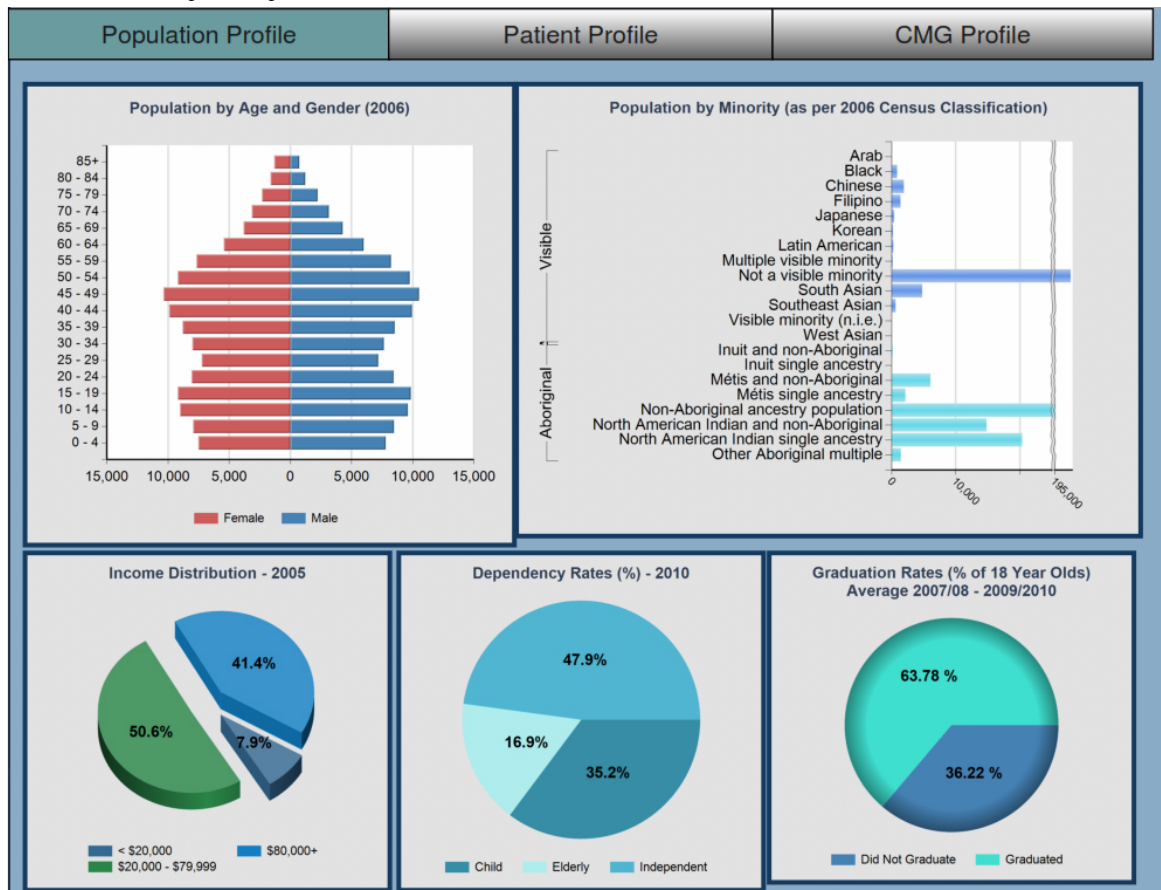 Population Profile
Patient Profile
CMG Profile
Population by Age and Gender (2006)
85+
80 - 84
75 - 79
70 - 74
65 - 69
60 - 64
55 - 59
50 - 54
45 - 49
40 - 44
35 - 39
30 - 34
25 - 29
20 - 24
15 - 19
10 - 14
5 - 9
0 - 4
15,000 10,000 5,000 0 5,000 10,000 15,000
Female Male
Population by Minority (as per 2006 Census Classification)
Visible
Arab
Black
Chinese
Filipino
Japanese
Korean
Latin American
Multiple visible minority
Not a visible minority
South Asian
Southeast Asian
Visible minority (n.i.e.)
West Asian
Aboriginal
Inuit and non-Aboriginal
Inuit single ancestry
Métis and non-Aboriginal
Métis single ancestry
Non-Aboriginal ancestry population
North American Indian and non-Aboriginal
North American Indian single ancestry
Other Aboriginal multiple
0 10,000 195,000
Income Distribution - 2005
41.4%
50.6%
7.9%
< $20,000 $80,000+
$20,000 - $79,999
Dependency Rates (%) - 2010
47.9%
16.9%
35.2%
Child Elderly Independent
Graduation Rates (% of 18 Year Olds)
Average 2007/08 - 2009/2010
63.78 %
36.22 %
Did Not Graduate Graduated